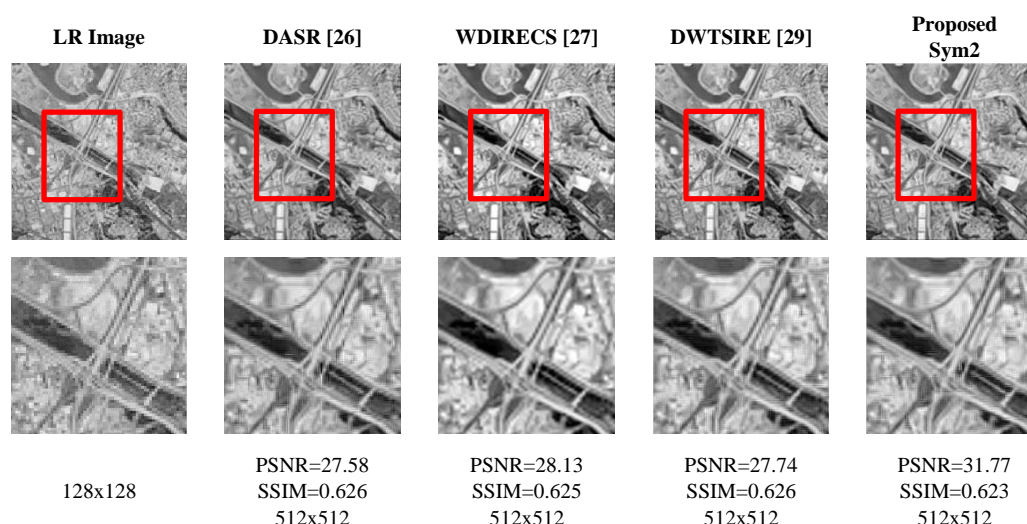 LR Image
DASR [26]
WDIRECS [27]
DWTSIRE [29]
Proposed
Sym2
128x128
PSNR=27.58
SSIM=0.626
512x512
PSNR=28.13
SSIM=0.625
512x512
PSNR=27.74
SSIM=0.626
512x512
PSNR=31.77
SSIM=0.623
512x512